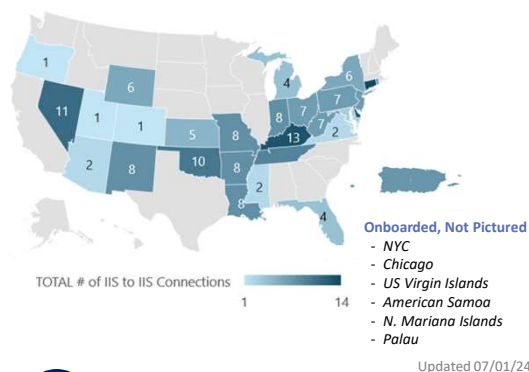 1
6
4
6
11
1
1
5
8
8
7
7
7
13
2
2
8
10
8
8
2
4
Onboarded, Not Pictured
- NYC
- Chicago
- US Virgin Islands
- American Samoa
- N. Mariana Islands
- Palau
TOTAL # of IIS to IIS Connections
1 14
Updated 07/01/24